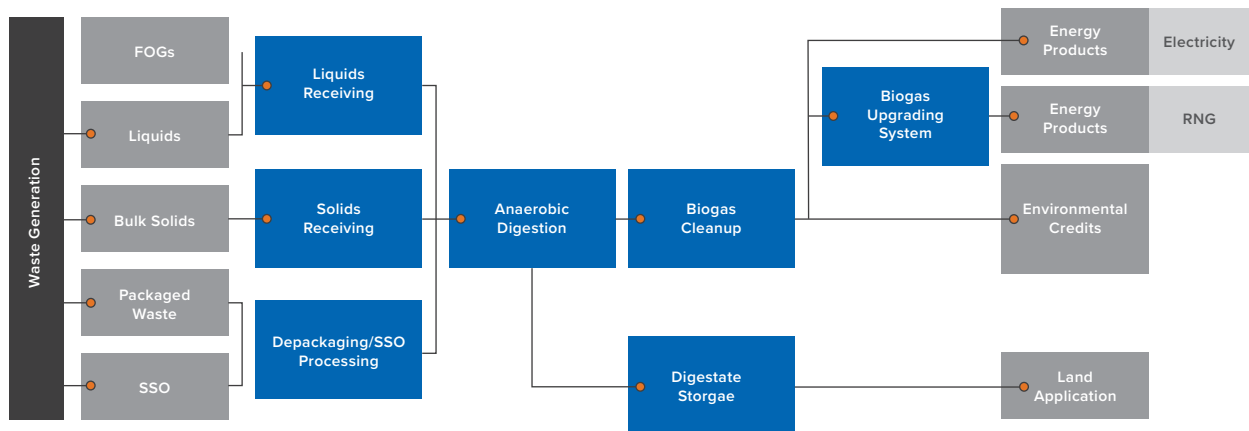 Waste Generation
FOGs
Liquids
Bulk Solids
Packaged
Waste
SSO
Liquids
Receiving
Solids
Receiving
Depackaging/SSO
Processing
Anaerobic
Digestion
Biogas
Cleanup
Digestate
Storgae
Biogas
Upgrading
System
Energy
Products
Electricity
Energy
Products
RNG
Environmental
Credits
Land
Application